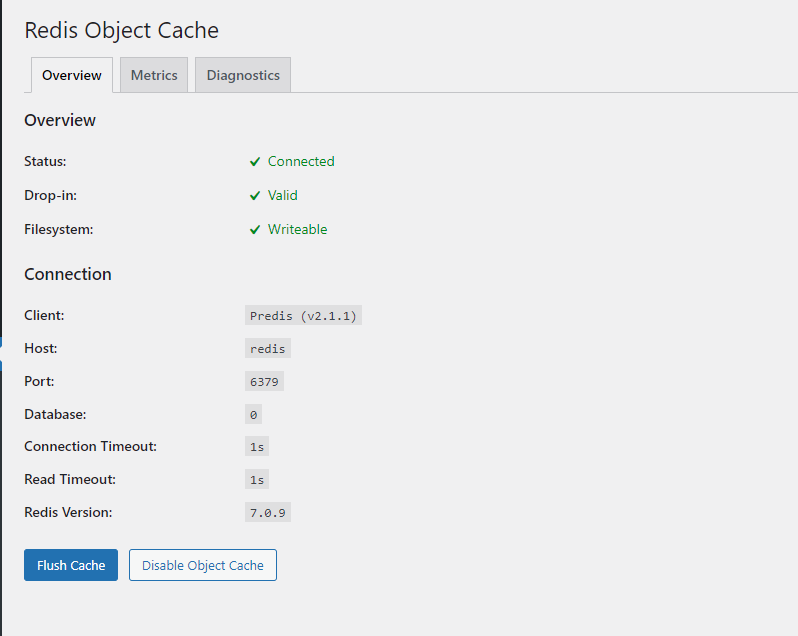 Redis Object Cache
Overview Metrics Diagnostics
Overview
Status: Connected
Drop-in: Valid
Filesystem: Writeable
Connection
Client: Predis (v2.1.1)
Host: redis
Port: 6379
Database: 0
Connection Timeout: 1s
Read Timeout: 1s
Redis Version: 7.0.9
Flush Cache Disable Object Cache